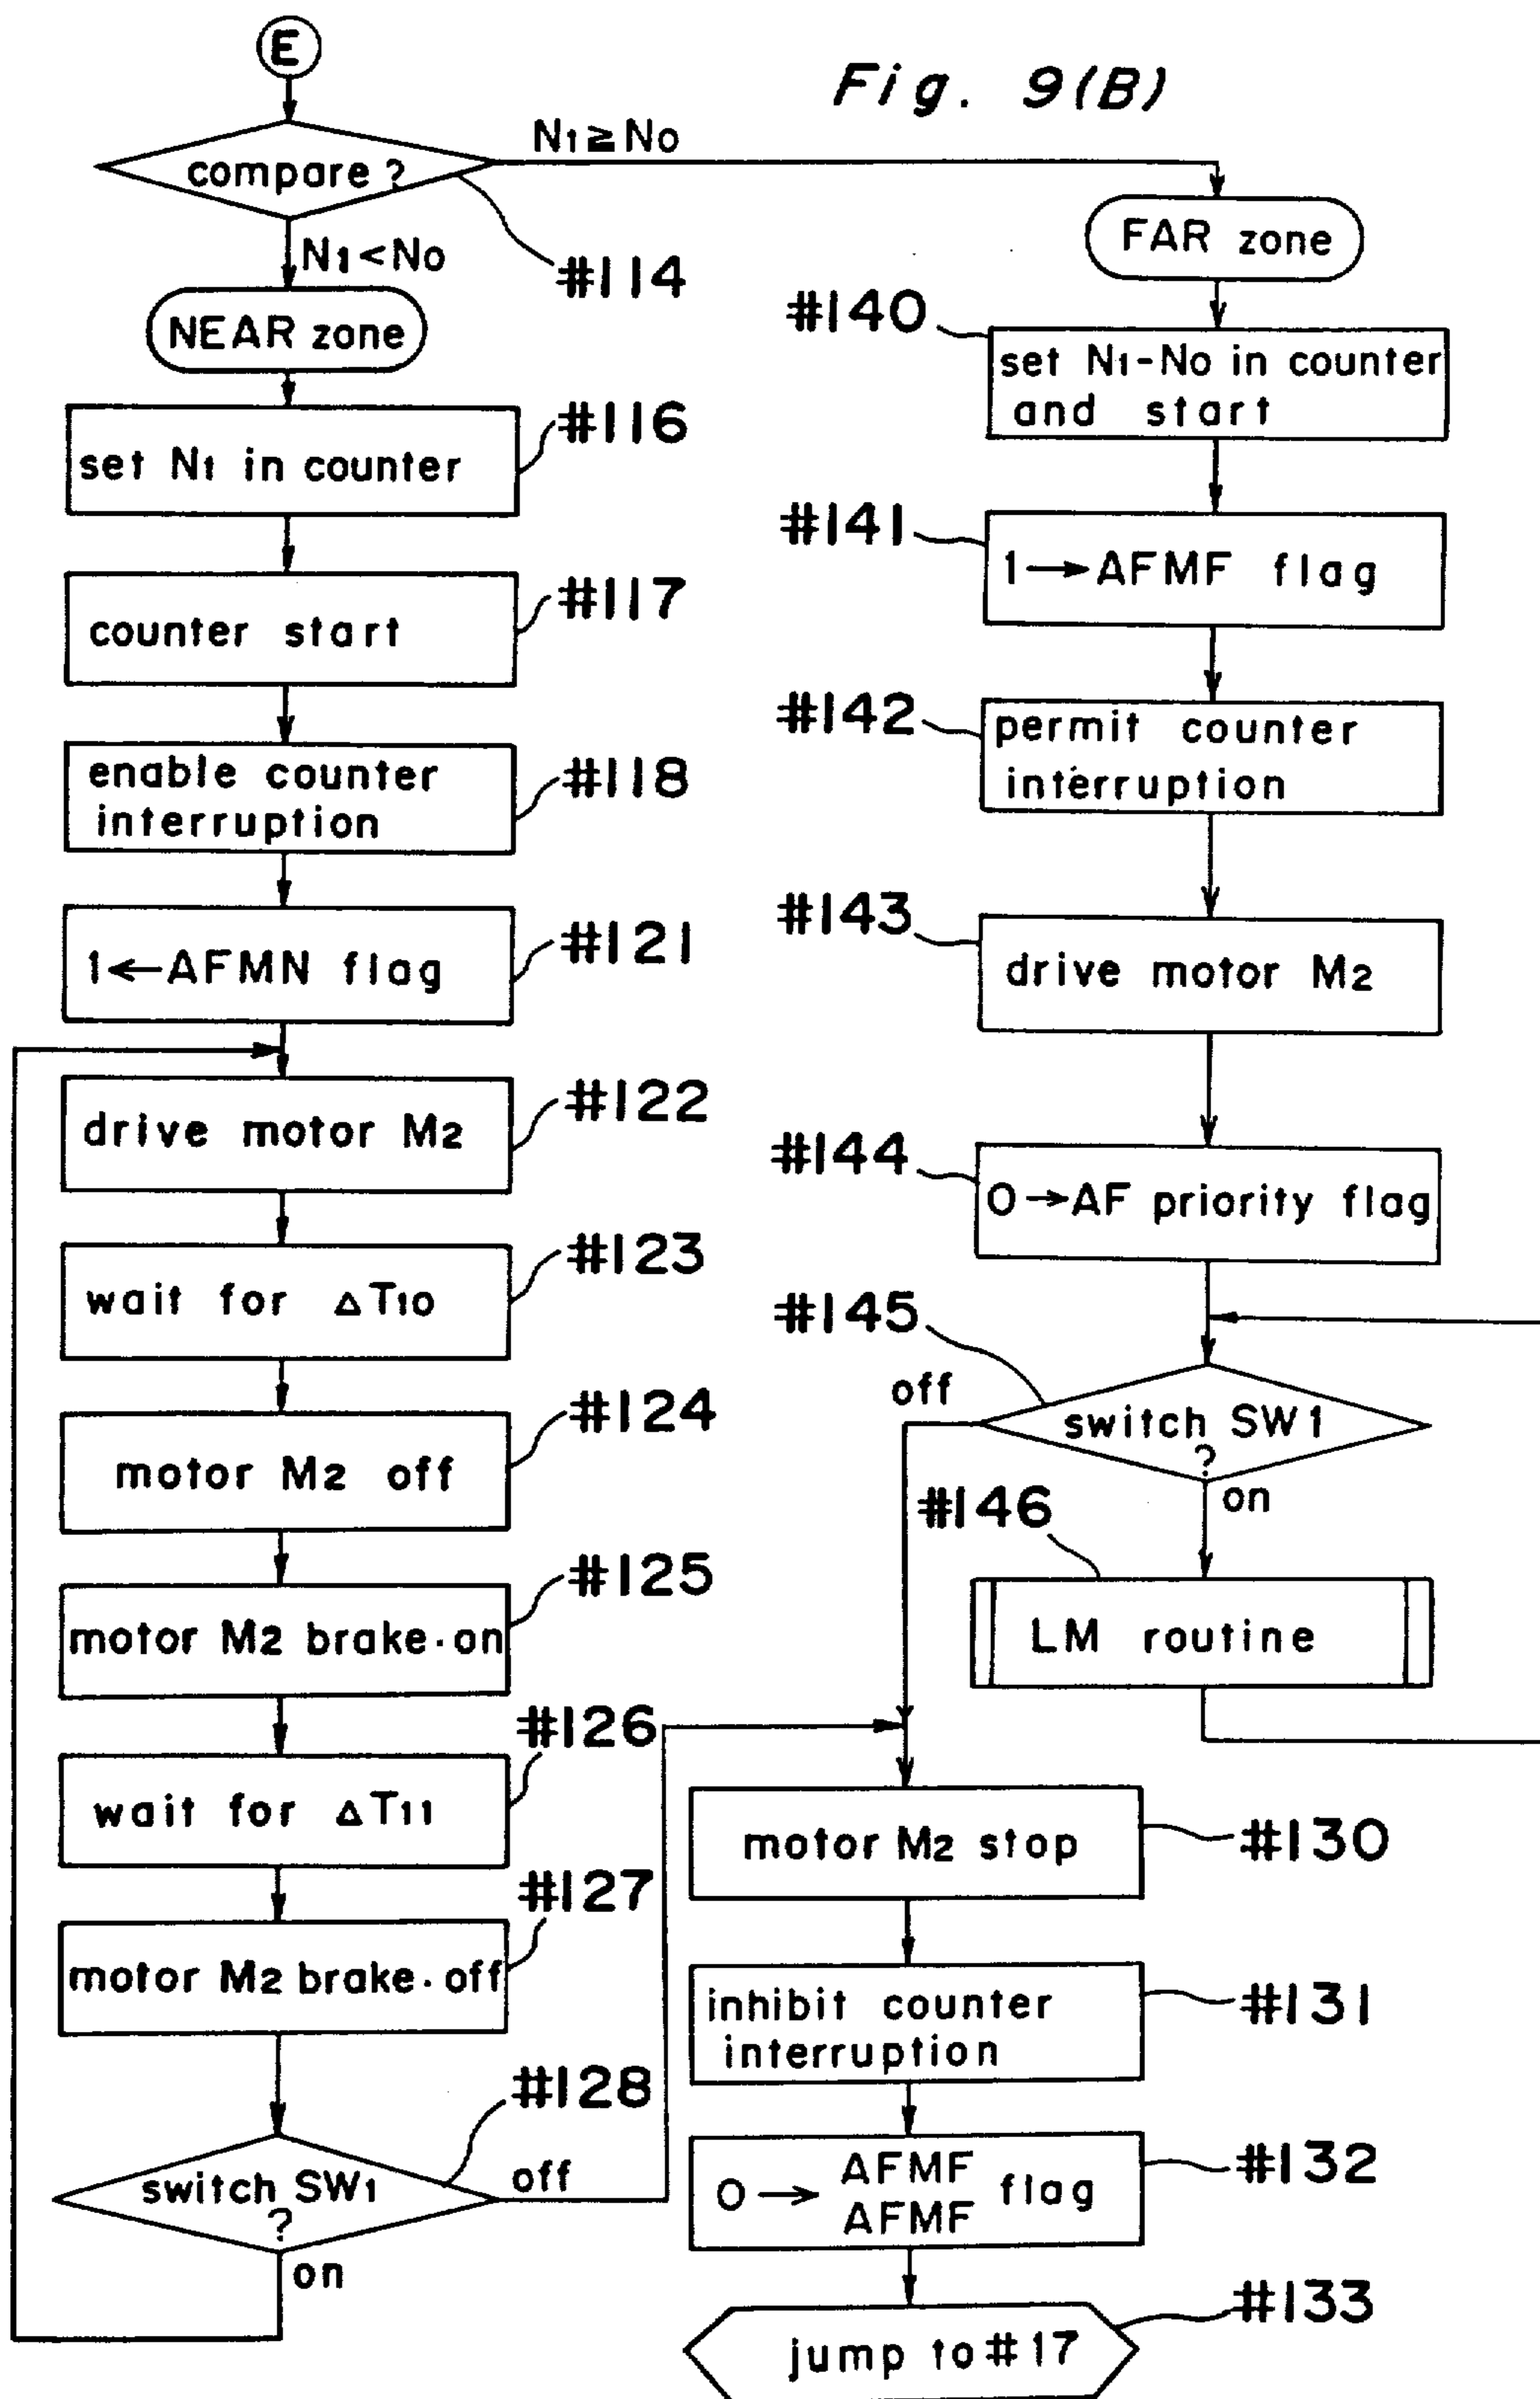 Fig. 9(B)
E
compare ?
N1≧No
N1<No
#114
NEAR zone
set N1 in counter
#116
counter start
#117
enable counter
interruption
#118
1←AFMN flag
#121
drive motor M2
#122
wait for ΔT10
#123
motor M2 off
#124
motor M2 brake·on
#125
wait for ΔT11
#126
motor M2 brake·off
#127
switch SW1
?
#128
off
on
FAR zone
#140
set N1-No in counter
and start
#141
1→AFMF flag
#142
permit counter
interruption
#143
drive motor M2
#144
0→AF priority flag
#145
off
switch SW1
?
on
#146
LM routine
motor M2 stop
#130
inhibit counter
interruption
#131
0→ AFMF flag
AFMF
#132
jump to #17
#133